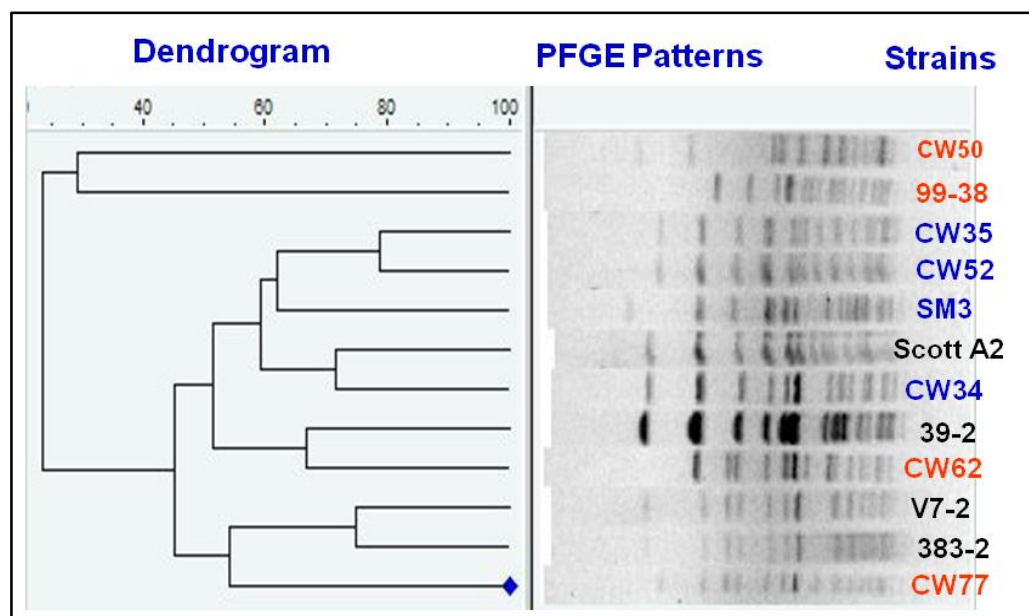 Dendrogram PFGE Patterns Strains
40 60 80 100
CW50
99-38
CW35
CW52
SM3
Scott A2
CW34
39-2
CW62
V7-2
383-2
CW77